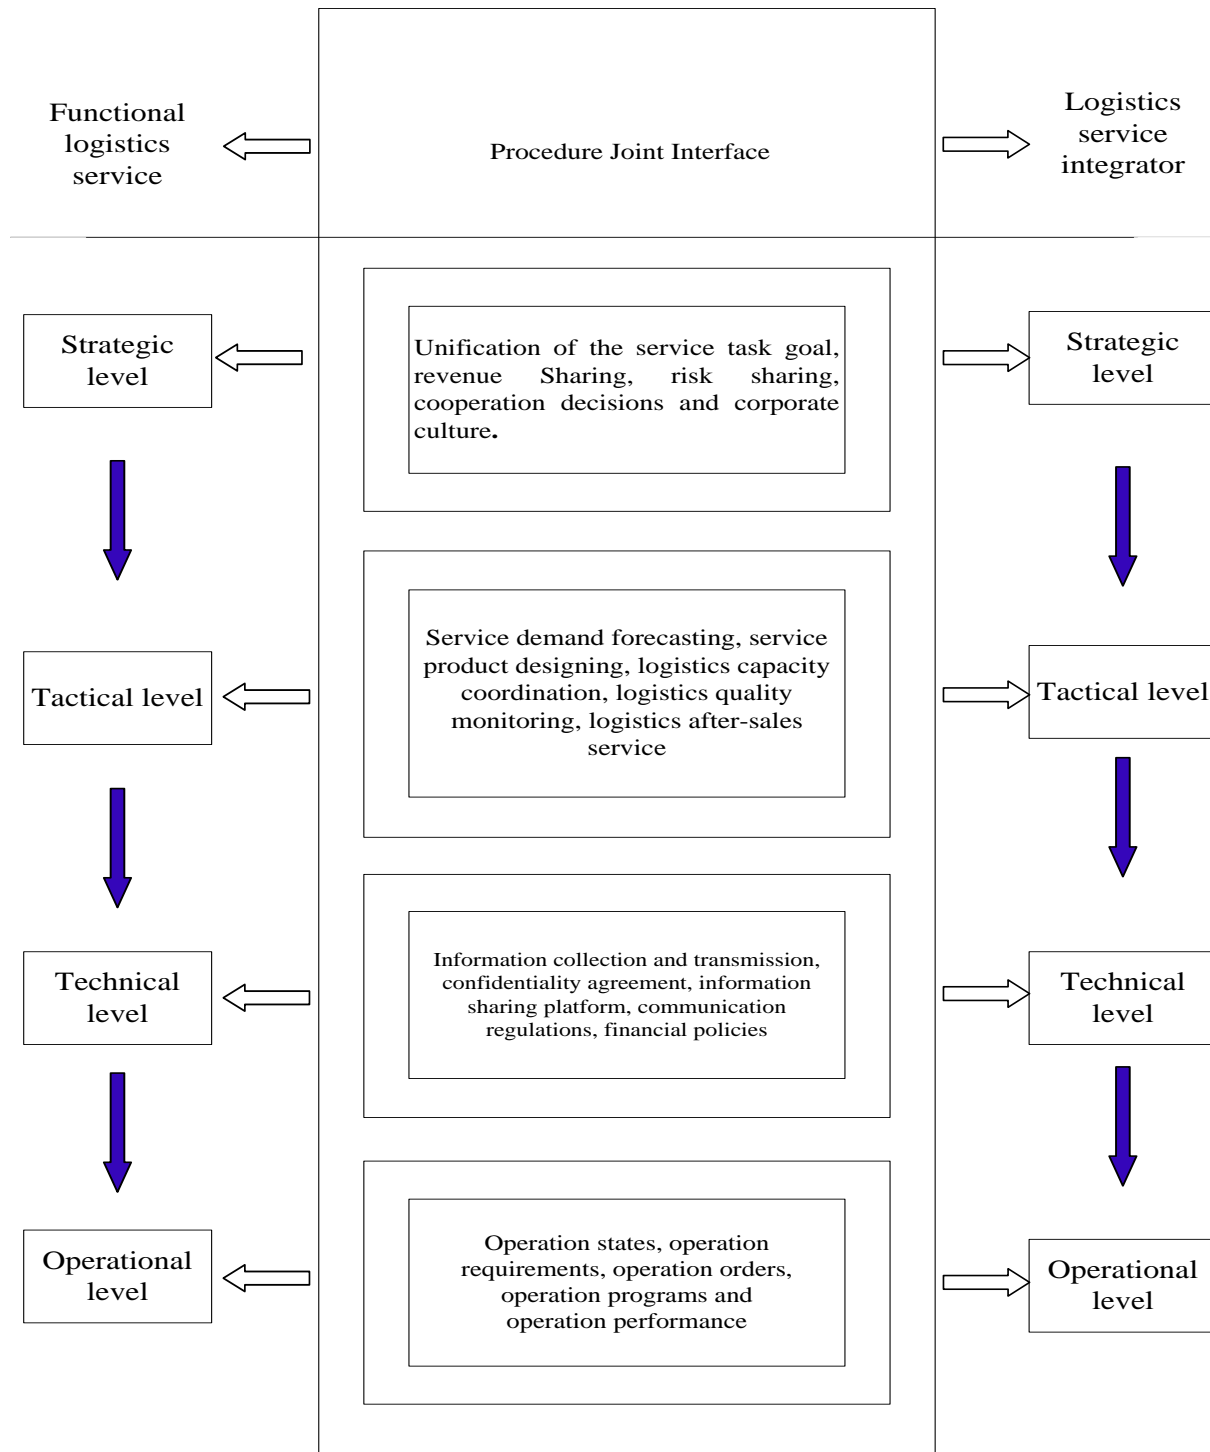 Functional
logistics
service
Procedure Joint Interface
Logistics
service
integrator
Strategic
level
Unification of the service task goal,
revenue Sharing, risk sharing,
cooperation decisions and corporate
culture.
Strategic
level
Tactical level
Service demand forecasting, service
product designing, logistics capacity
coordination, logistics quality
monitoring, logistics after-sales
service
Tactical level
Technical
level
Information collection and transmission,
confidentiality agreement, information
sharing platform, communication
regulations, financial policies
Technical
level
Operational
level
Operation states, operation
requirements, operation orders,
operation programs and
operation performance
Operational
level